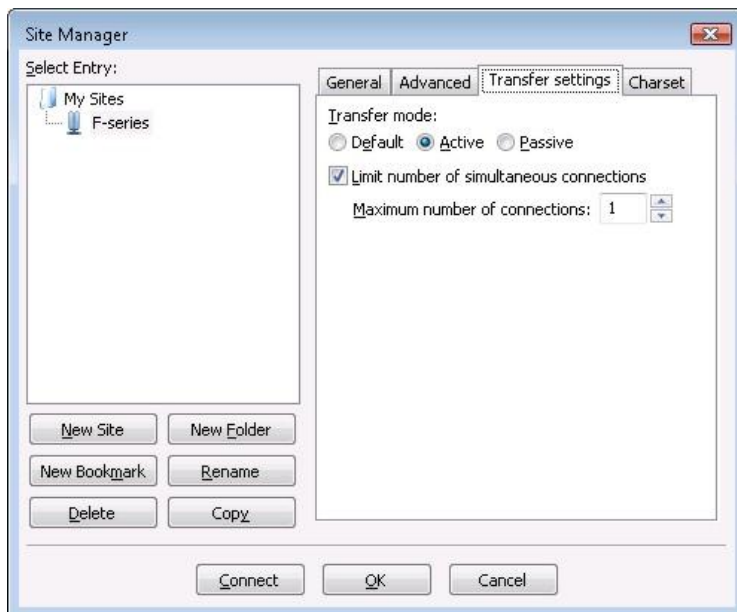 Site Manager
Select Entry:
My Sites
F-series
New Site
New Folder
New Bookmark
Rename
Delete
Copy
General
Advanced
Transfer settings
Charset
Transfer mode:
Default
Active
Passive
Limit number of simultaneous connections
Maximum number of connections: 1
Connect
OK
Cancel